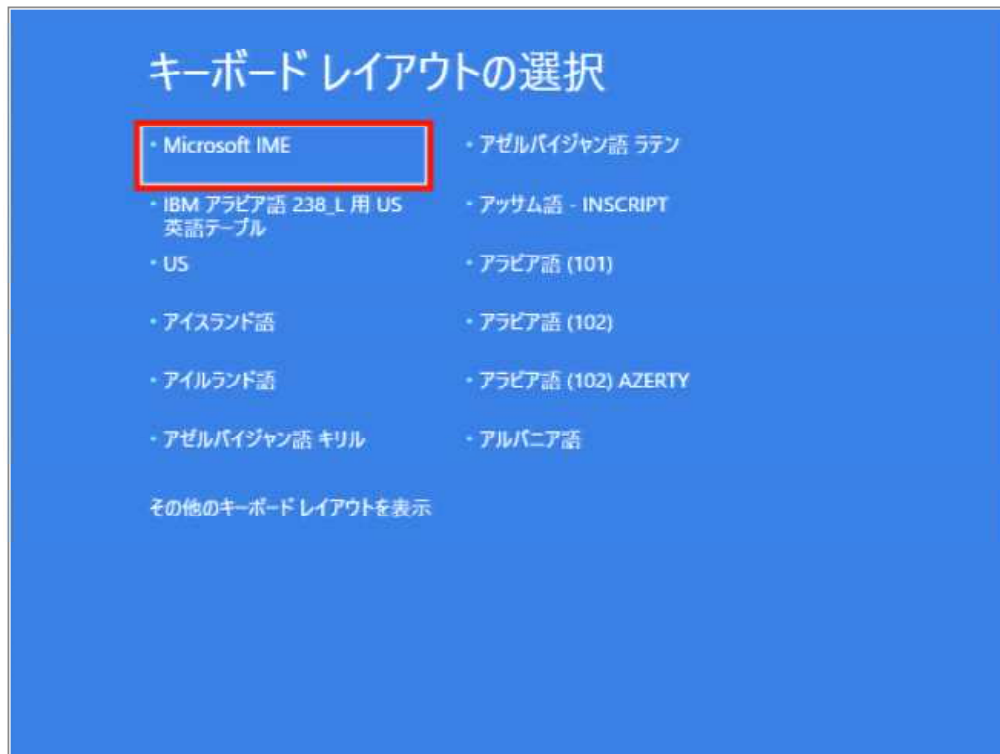 キーボード レイアウトの選択
Microsoft IME
IBM アラビア語 238_L 用 US
英語テーブル
US
アイスランド語
アイルランド語
アゼルバイジャン語 キリル
アゼルバイジャン語 ラテン
アッサム語 - INSCRIPT
アラビア語 (101)
アラビア語 (102)
アラビア語 (102) AZERTY
アルバニア語
その他のキーボード レイアウトを表示